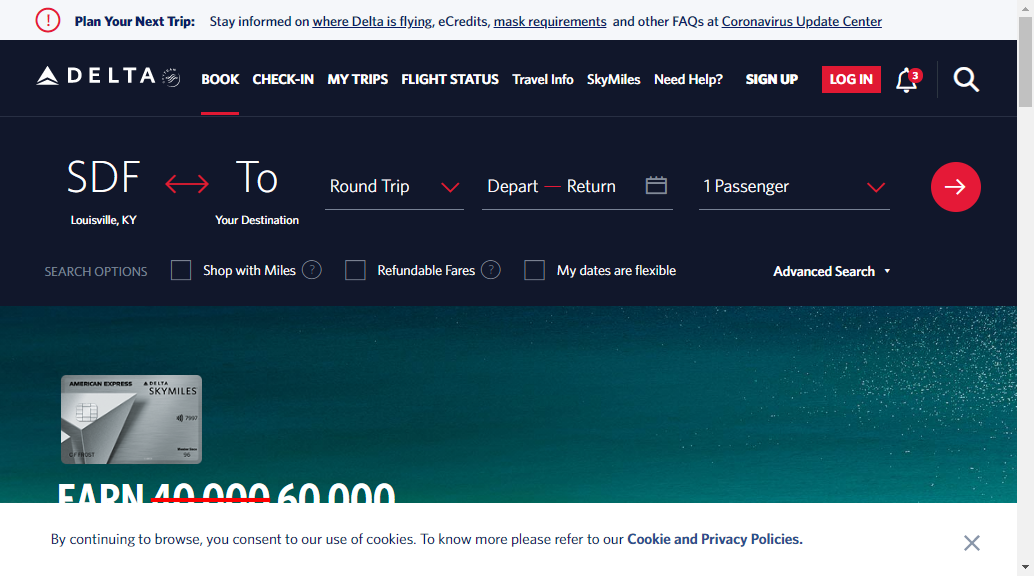 Plan Your Next Trip: Stay informed on where Delta is flying, eCredits, mask requirements and other FAQs at Coronavirus Update Center
DELTA BOOK CHECK-IN MY TRIPS FLIGHT STATUS Travel Info SkyMiles Need Help? SIGN UP LOG IN 3
SDF To Round Trip Depart — Return 1 Passenger
Louisville, KY Your Destination
SEARCH OPTIONS Shop with Miles ? Refundable Fares ? My dates are flexible Advanced Search
AMERICAN EXPRESS DELTA
SKYMILES
7997
C F FROST 96
EARN 40,000 60,000
By continuing to browse, you consent to our use of cookies. To know more please refer to our Cookie and Privacy Policies.